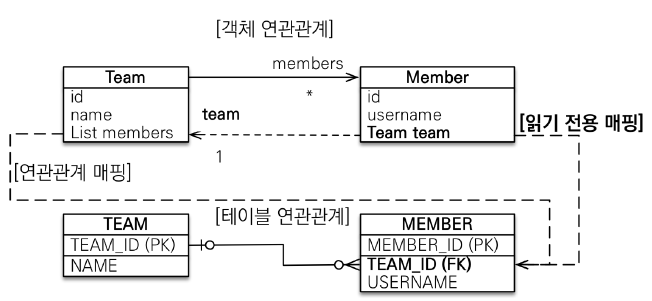 [객체 연관관계]
members
Team
Member
*
id
name
List members
id
username
Team team
team
1
[읽기 전용 매핑]
[연관관계 매핑]
[테이블 연관관계]
TEAM
TEAM_ID (PK)
NAME
MEMBER
MEMBER_ID (PK)
TEAM_ID (FK)
USERNAME